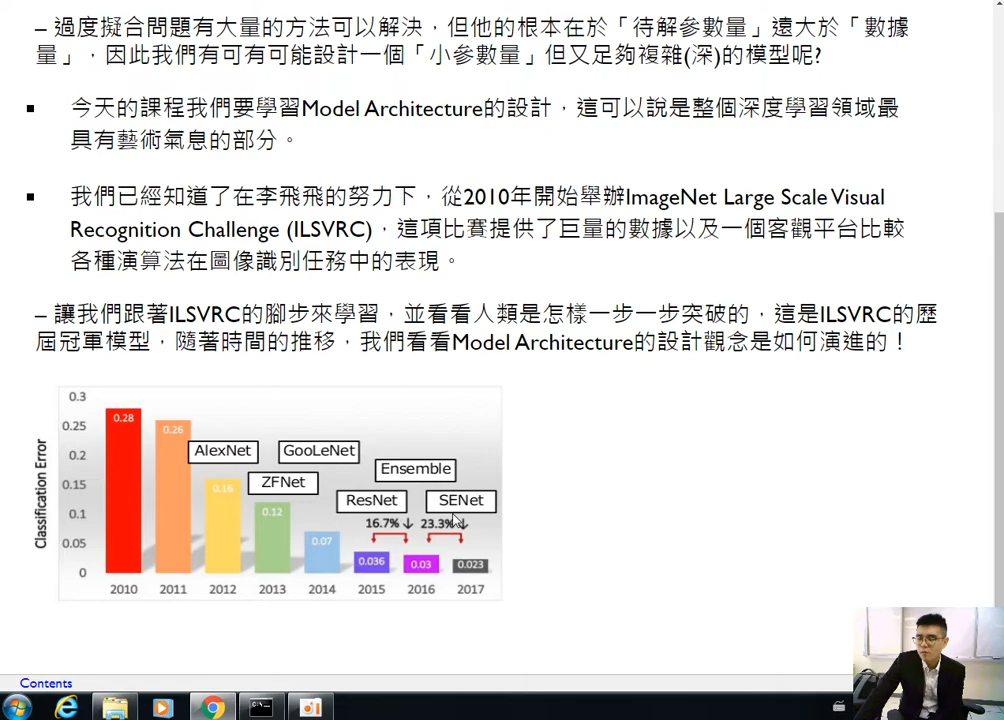 – 過度擬合問題有大量的方法可以解決，但他的根本在於「待解參數量」遠大於「數據
量」，因此我們有可有可能設計一個「小參數量」但又足夠複雜(深)的模型呢?
▪ 今天的課程我們要學習Model Architecture的設計，這可以說是整個深度學習領域最
具有藝術氣息的部分。
▪ 我們已經知道了在李飛飛的努力下，從2010年開始舉辦ImageNet Large Scale Visual
Recognition Challenge (ILSVRC)，這項比賽提供了巨量的數據以及一個客觀平台比較
各種演算法在圖像識別任務中的表現。
– 讓我們跟著ILSVRC的腳步來學習，並看看人類是怎樣一步一步突破的，這是ILSVRC的歷
屆冠軍模型，隨著時間的推移，我們看看Model Architecture的設計觀念是如何演進的！
Classification Error
0.3
0.25
0.2
0.15
0.1
0.05
0
0.28
0.26
AlexNet
GooLeNet
Ensemble
ZFNet
ResNet
SENet
0.16
0.12
0.07
16.7% ↓
23.3% ↓
0.036
0.03
0.023
2010 2011 2012 2013 2014 2015 2016 2017
Contents